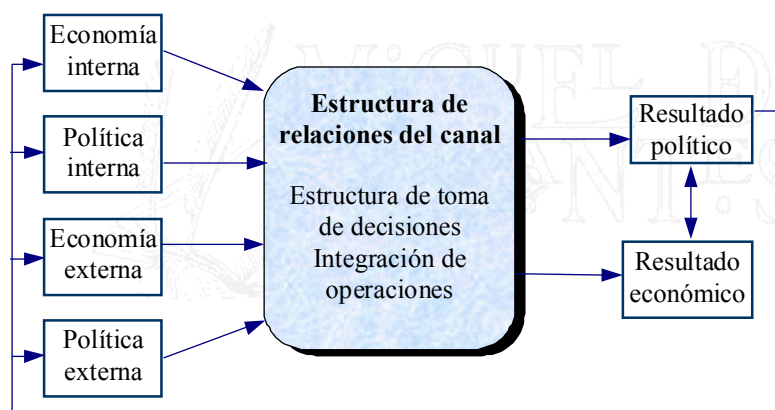 Economía
interna
Política
interna
Economía
externa
Política
externa
Estructura de
relaciones del canal
Estructura de toma
de decisiones
Integración de
operaciones
Resultado
político
Resultado
económico
MIGUEL D